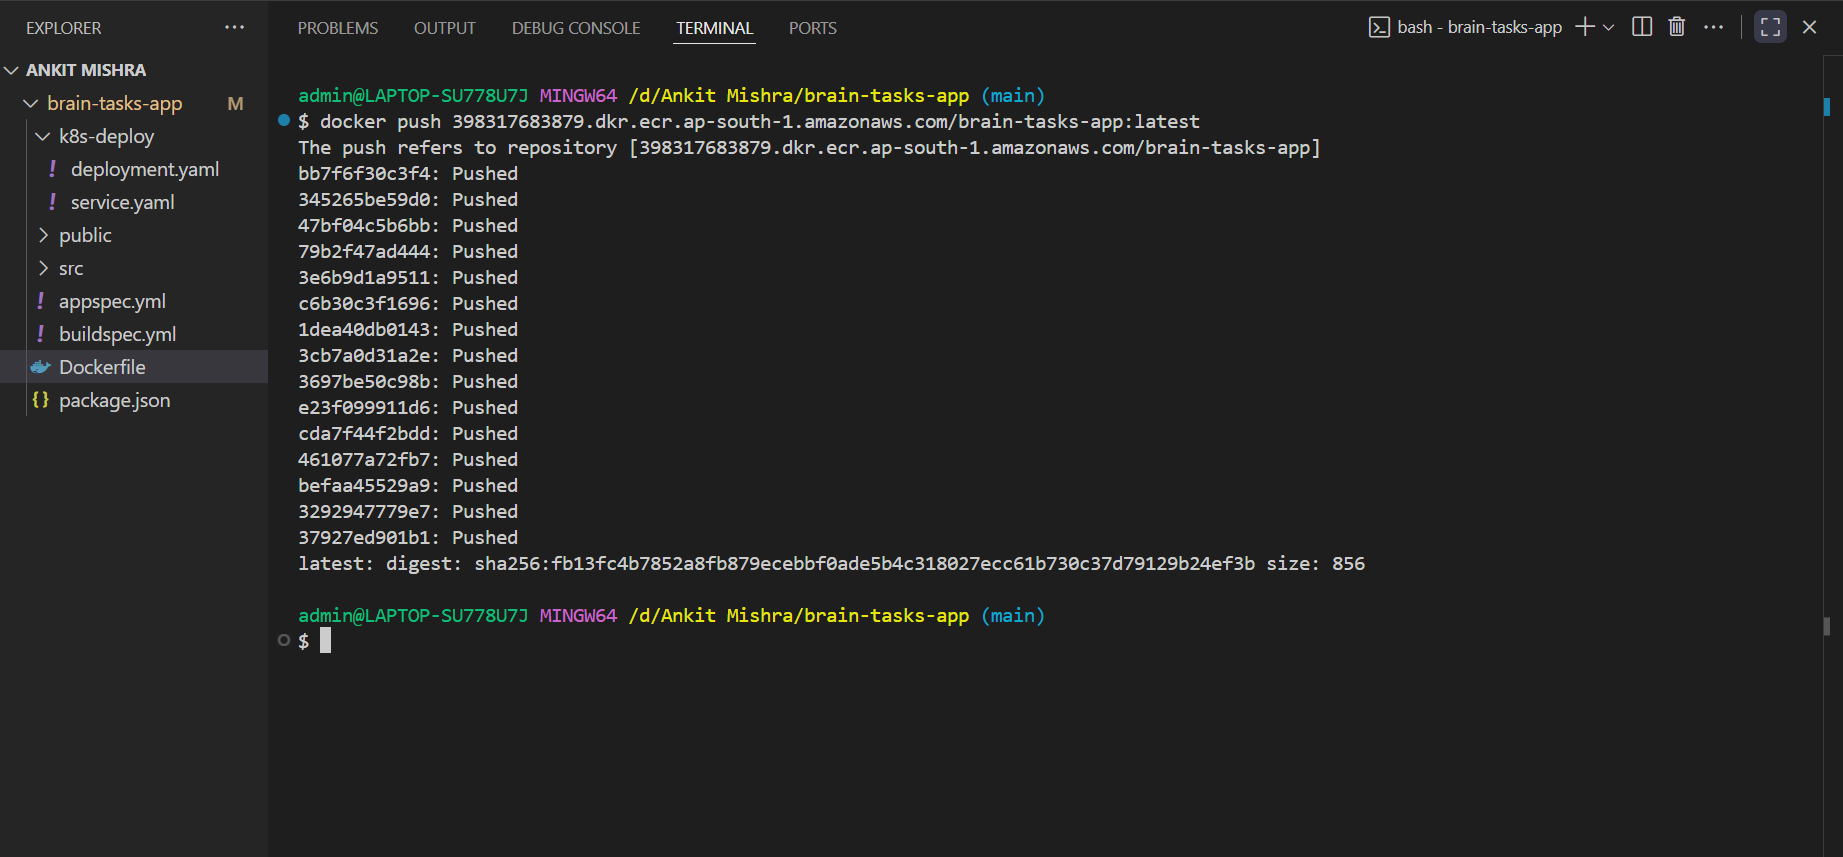 EXPLORER
ANKIT MISHRA
brain-tasks-app M
k8s-deploy
! deployment.yaml
! service.yaml
public
src
! appspec.yml
! buildspec.yml
Dockerfile
{} package.json
PROBLEMS OUTPUT DEBUG CONSOLE TERMINAL PORTS
bash - brain-tasks-app
admin@LAPTOP-SU778U7J MINGW64 /d/Ankit Mishra/brain-tasks-app (main)
$ docker push 398317683879.dkr.ecr.ap-south-1.amazonaws.com/brain-tasks-app:latest
The push refers to repository [398317683879.dkr.ecr.ap-south-1.amazonaws.com/brain-tasks-app]
bb7f6f30c3f4: Pushed
345265be59d0: Pushed
47bf04c5b6bb: Pushed
79b2f47ad444: Pushed
3e6b9d1a9511: Pushed
c6b30c3f1696: Pushed
1dea40db0143: Pushed
3cb7a0d31a2e: Pushed
3697be50c98b: Pushed
e23f099911d6: Pushed
cda7f44f2bdd: Pushed
461077a72fb7: Pushed
befaa45529a9: Pushed
3292947779e7: Pushed
37927ed901b1: Pushed
latest: digest: sha256:fb13fc4b7852a8fb879ecebbf0ade5b4c318027ecc61b730c37d79129b24ef3b size: 856
admin@LAPTOP-SU778U7J MINGW64 /d/Ankit Mishra/brain-tasks-app (main)
$